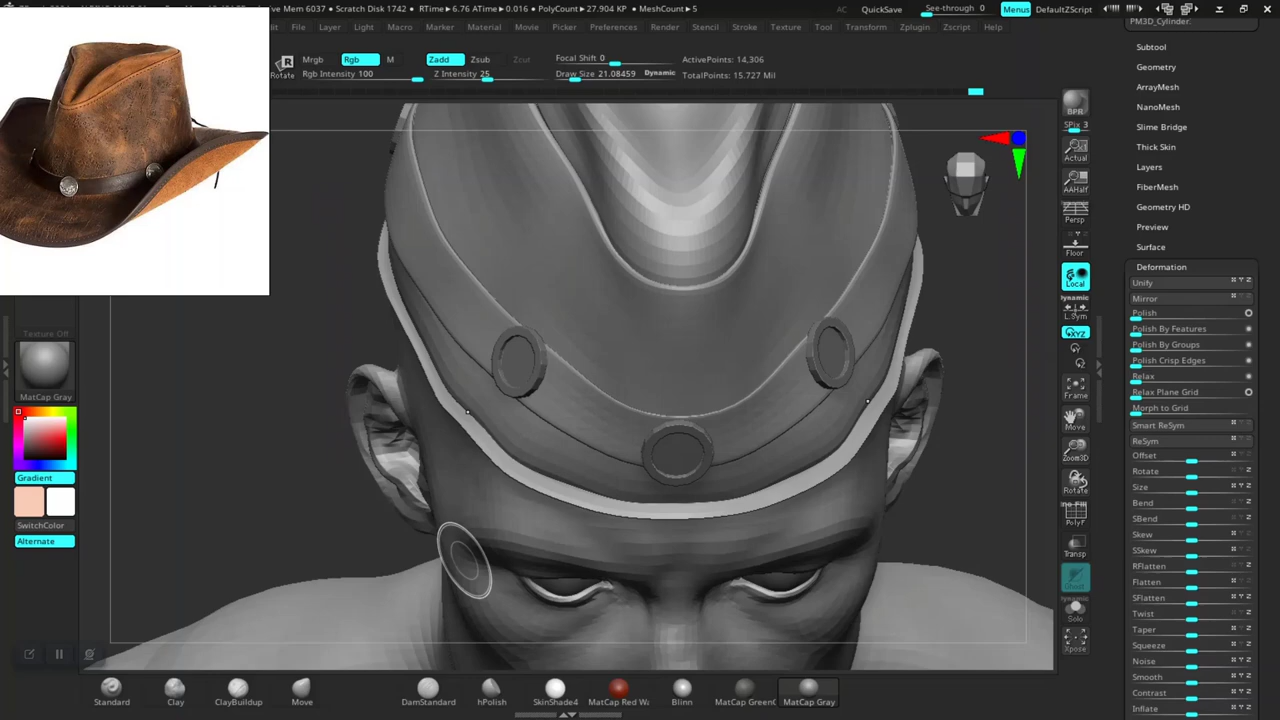 ve Mem 6037 • Scratch Disk 1742 • RTime▸6.76 ATime▸0.016 • PolyCount▸27.904 KP • MeshCount▸5
AC QuickSave See-through 0 Menus DefaultZScript
dit File Layer Light Macro Marker Material Movie Picker Preferences Render Stencil Stroke Texture Tool Transform Zplugin Zscript Help
Rotate
Mrgb Rgb M Zadd Zsub Zcut
Rgb Intensity 100 Z Intensity 25
Focal Shift 0
Draw Size 21.08459 Dynamic
ActivePoints: 14,306
TotalPoints: 15.727 Mil
Texture Off
MatCap Gray
Gradient
SwitchColor
Alternate
BPR
SPix 3
Actual
AAHalf
Persp
Floor
Local
Dynamic
L.Sym
XYZ
Frame
Move
Zoom3D
Rotate
PolyF
Transp
Ghost
Solo
Xpose
PM3D_Cylinder.
Subtool
Geometry
ArrayMesh
NanoMesh
Slime Bridge
Thick Skin
Layers
FiberMesh
Geometry HD
Preview
Surface
Deformation
Unify
Mirror
Polish
Polish By Features
Polish By Groups
Polish Crisp Edges
Relax
Relax Plane Grid
Morph to Grid
Smart ReSym
ReSym
Offset
Rotate
Size
Bend
SBend
Skew
SSkew
RFlatten
Flatten
SFlatten
Twist
Taper
Squeeze
Noise
Smooth
Contrast
Inflate
Standard Clay ClayBuildup Move DamStandard hPolish SkinShade4 MatCap Red Wa Blinn MatCap GreenC MatCap Gray